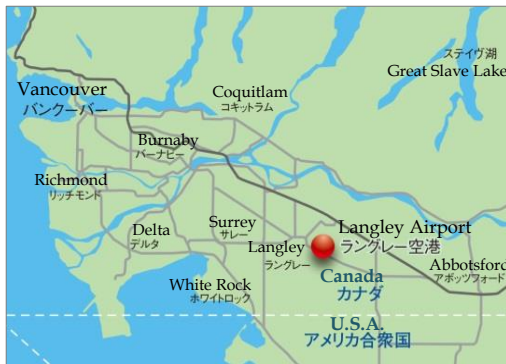 ステイヴ湖
Great Slave Lake
Vancouver
バンクーバー
Coquitlam
コキットラム
Burnaby
バーナビー
Richmond
リッチモンド
Delta
デルタ
Surrey
サレー
Langley Airport
ラングレー空港
Langley
ラングレー
Abbotsford
アボッツフォード
White Rock
ホワイトロック
Canada
カナダ
U.S.A.
アメリカ合衆国